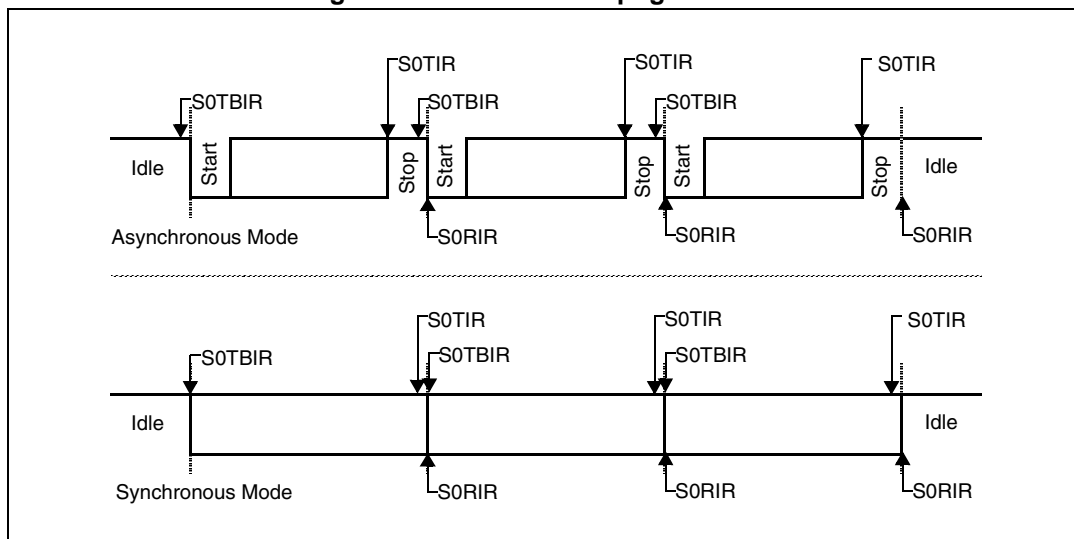 S0TIR S0TIR S0TIR
S0TBIR S0TBIR S0TBIR
Idle Start Stop Start Stop Start Stop Idle
Asynchronous Mode S0RIR S0RIR S0RIR
S0TIR S0TIR S0TIR
S0TBIR S0TBIR S0TBIR
Idle Idle
Synchronous Mode S0RIR S0RIR S0RIR